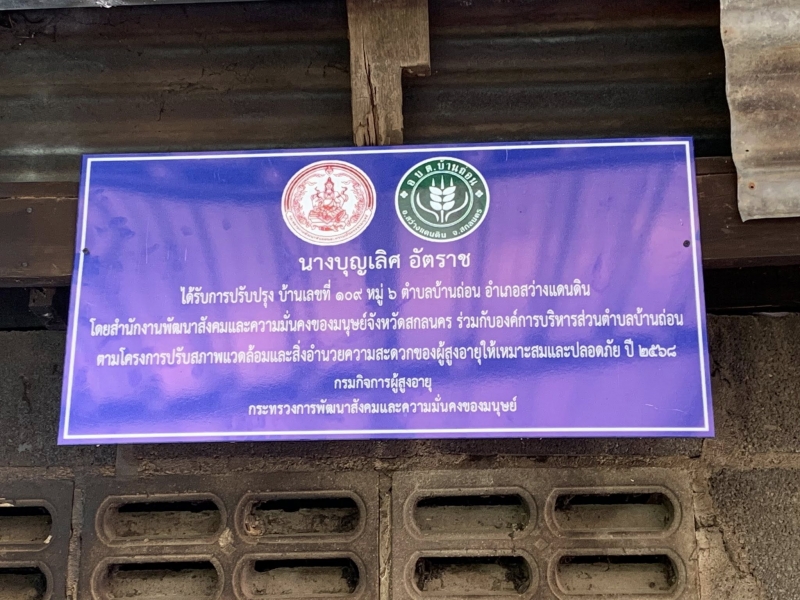 อ.บ.ต.บ้านถ่อน
อ.สว่างแดนดิน จ.สกลนคร
นางบุญเลิศ อัตราช
ได้รับการปรับปรุง บ้านเลขที่ ๑๐๙ หมู่ ๖ ตำบลบ้านถ่อน อำเภอสว่างแดนดิน
โดยสำนักงานพัฒนาสังคมและความมั่นคงของมนุษย์จังหวัดสกลนคร ร่วมกับองค์การบริหารส่วนตำบลบ้านถ่อน
ตามโครงการปรับสภาพแวดล้อมและสิ่งอำนวยความสะดวกของผู้สูงอายุให้เหมาะสมและปลอดภัย ปี ๒๕๖๘
กรมกิจการผู้สูงอายุ
กระทรวงการพัฒนาสังคมและความมั่นคงของมนุษย์